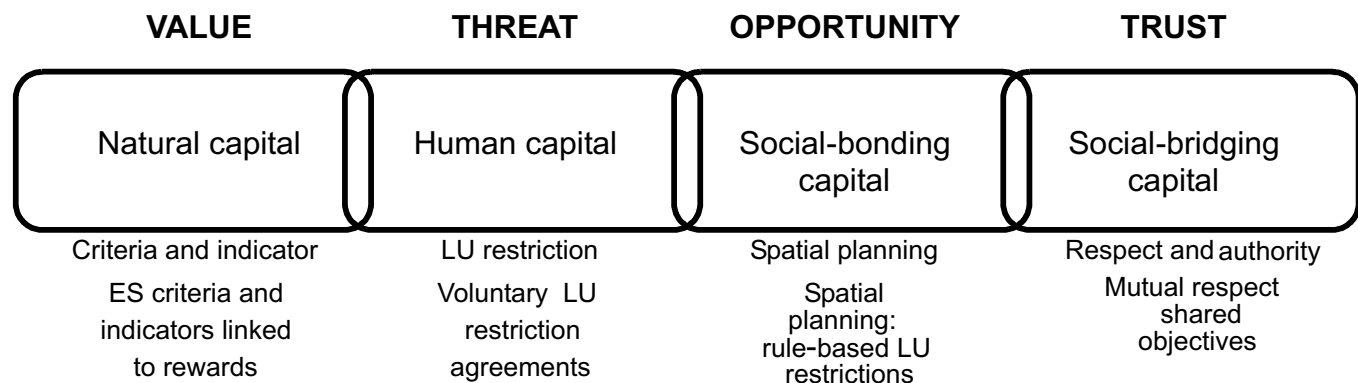 VALUE THREAT OPPORTUNITY TRUST
Natural capital Human capital Social-bonding capital Social-bridging capital
Criteria and indicator LU restriction Spatial planning Respect and authority
ES criteria and
indicators linked
to rewards
Voluntary LU
restriction
agreements
Spatial
planning:
rule-based LU
restrictions
Mutual respect
shared
objectives